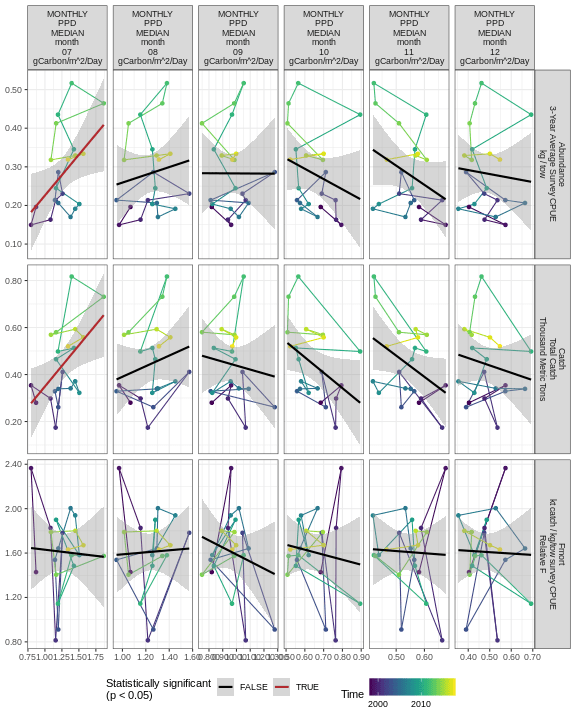 MONTHLY
PPD
MEDIAN
month
07
gCarbon/m^2/Day
MONTHLY
PPD
MEDIAN
month
08
gCarbon/m^2/Day
MONTHLY
PPD
MEDIAN
month
09
gCarbon/m^2/Day
MONTHLY
PPD
MEDIAN
month
10
gCarbon/m^2/Day
MONTHLY
PPD
MEDIAN
month
11
gCarbon/m^2/Day
MONTHLY
PPD
MEDIAN
month
12
gCarbon/m^2/Day
0.50
0.40
0.30
0.20
0.10
Abundance
3-Year Average Survey CPUE
kg / tow
0.80
0.60
0.40
0.20
Catch
Total Catch
Thousand Metric Tons
2.40
2.00
1.60
1.20
0.80
Fmort
kt catch / kg/tow survey CPUE
Relative F
0.75 1.00 1.25 1.50 1.75
1.00 1.20 1.40 1.60
0.50 0.60 0.70 0.80 0.90
0.50 0.60
0.40 0.50 0.60 0.70
Statistically significant
(p < 0.05)
FALSE
TRUE
Time
2000 2010